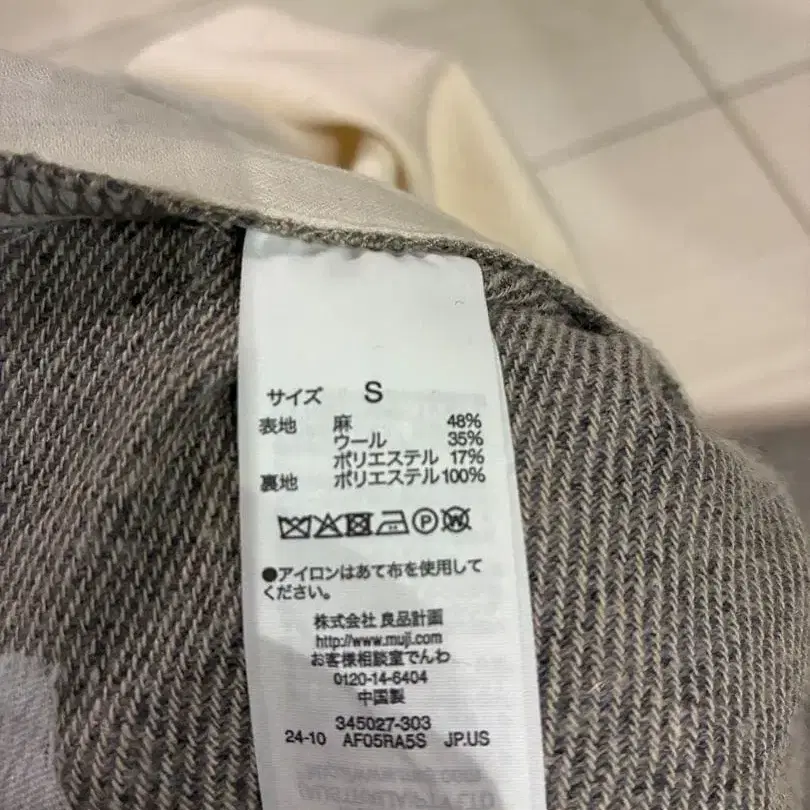 サイズ S
表地 麻 48%
ウール 35%
ポリエステル 17%
裏地 ポリエステル100%
P W
●アイロンはあて布を使用して
ください。
株式会社 良品計画
http://www.muji.com
お客様相談室でんわ
0120-14-6404
中国製
345027-303
24-10 AF05RA5S JP.US